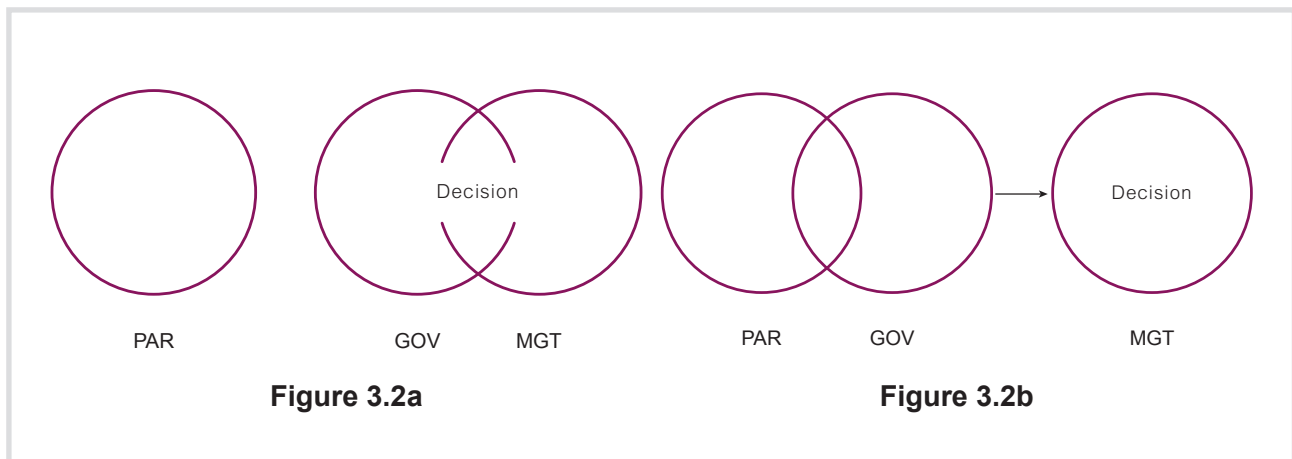 Decision
Decision
PAR
GOV
MGT
PAR
GOV
MGT
Figure 3.2a
Figure 3.2b